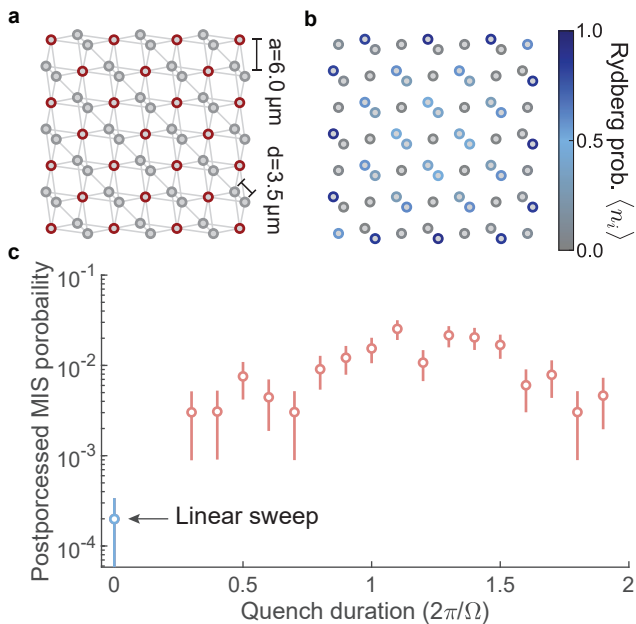 a
a=6.0 μm
d=3.5 μm
b
1.0
0.5
0.0
Rydberg prob. ⟨n_i⟩
c
Postporcessed MIS porobaility
10^-1
10^-2
10^-3
10^-4
Linear sweep
0 0.5 1 1.5 2
Quench duration (2π/Ω)